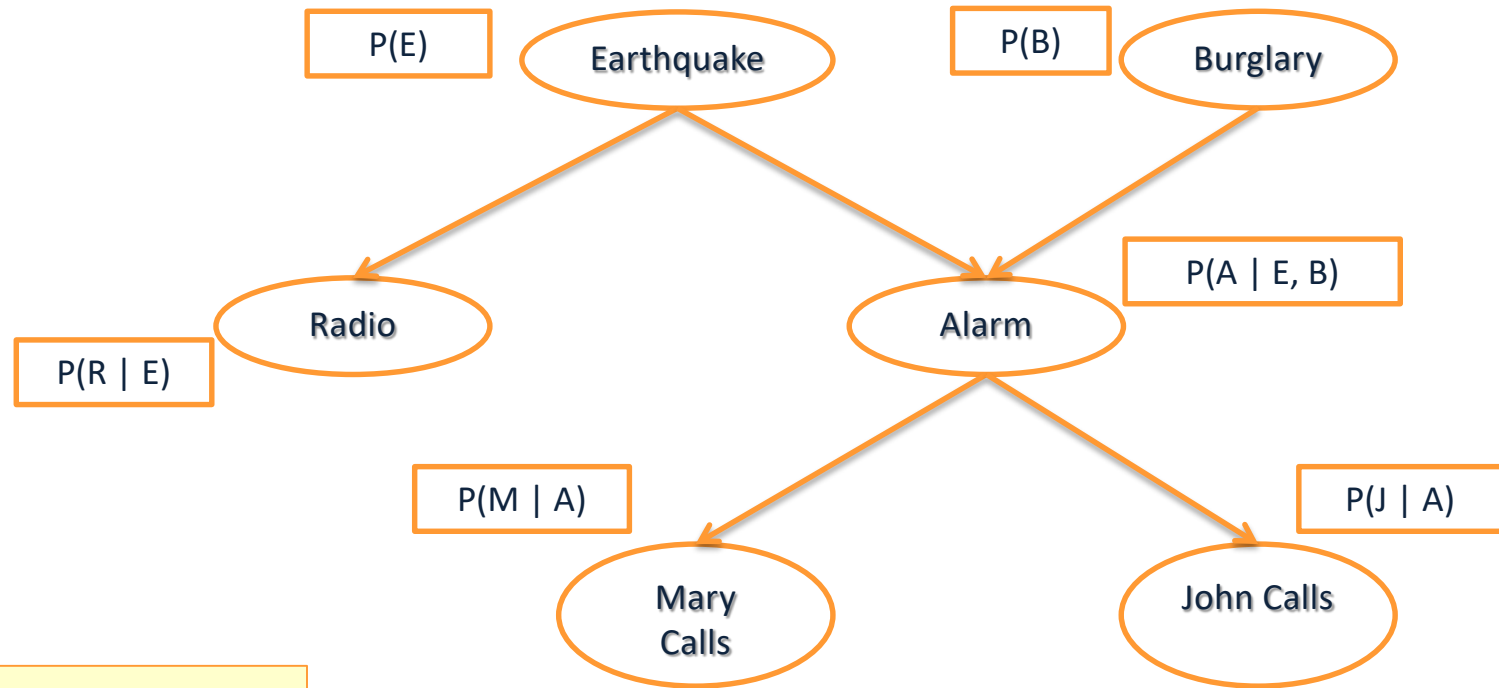 P(E)
Earthquake
P(B)
Burglary
P(A | E, B)
Radio
Alarm
P(R | E)
P(M | A)
P(J | A)
Mary
Calls
John Calls